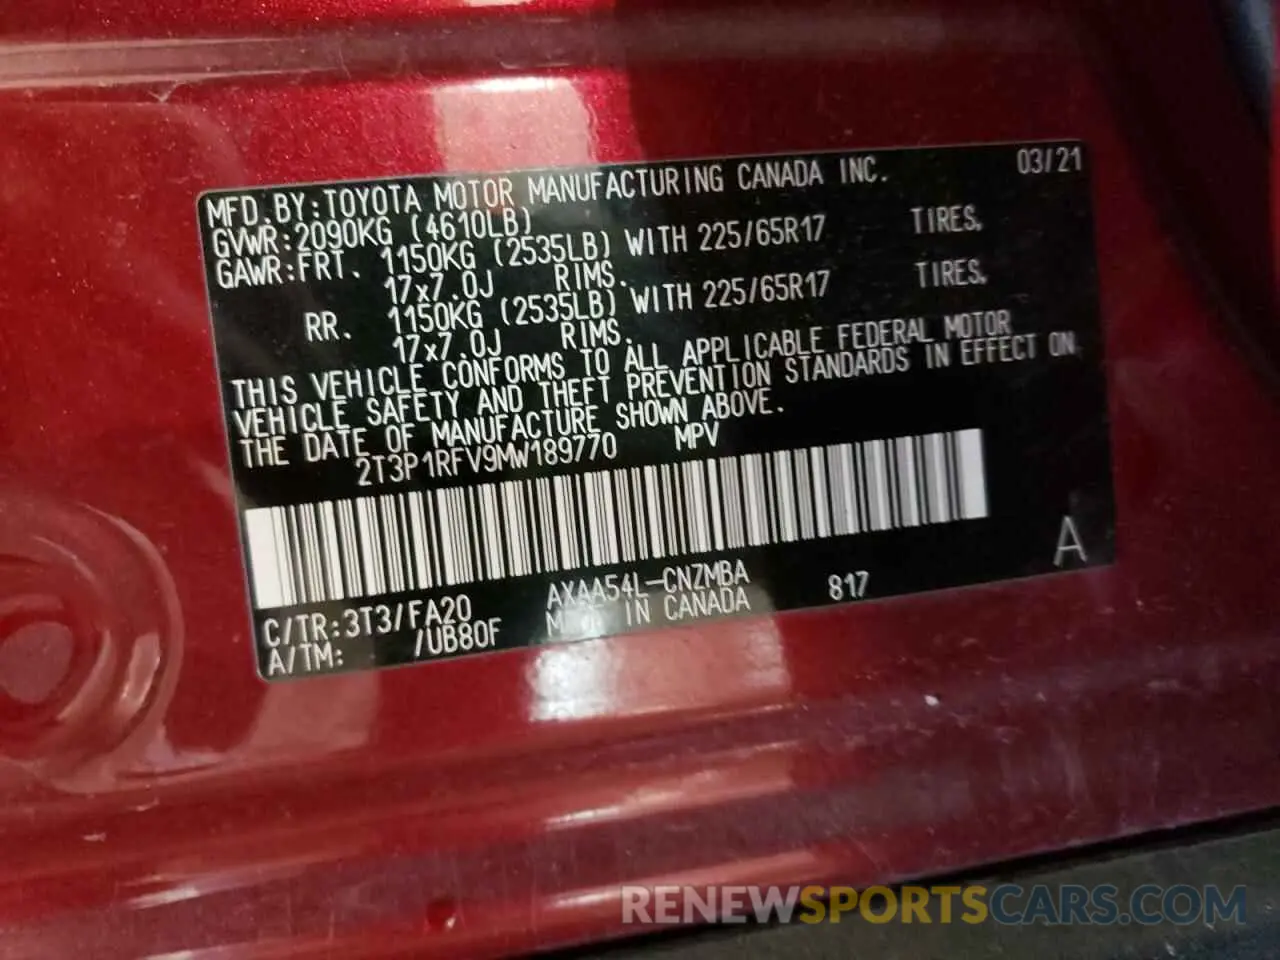 MFD.BY:TOYOTA MOTOR MANUFACTURING CANADA INC. 03/21
GVWR:2090KG (4610LB)
GAWR:FRT. 1150KG (2535LB) WITH 225/65R17 TIRES,
17x7.0J RIMS.
RR. 1150KG (2535LB) WITH 225/65R17 TIRES,
17x7.0J RIMS.
THIS VEHICLE CONFORMS TO ALL APPLICABLE FEDERAL MOTOR
VEHICLE SAFETY AND THEFT PREVENTION STANDARDS IN EFFECT ON
THE DATE OF MANUFACTURE SHOWN ABOVE.
2T3P1RFV9MW189770 MPV
A
C/TR:3T3/FA20 AXAA54L-CNZMBA 817
A/TM: /UB80F MADE IN CANADA
RENEWSPORTSCARS.COM